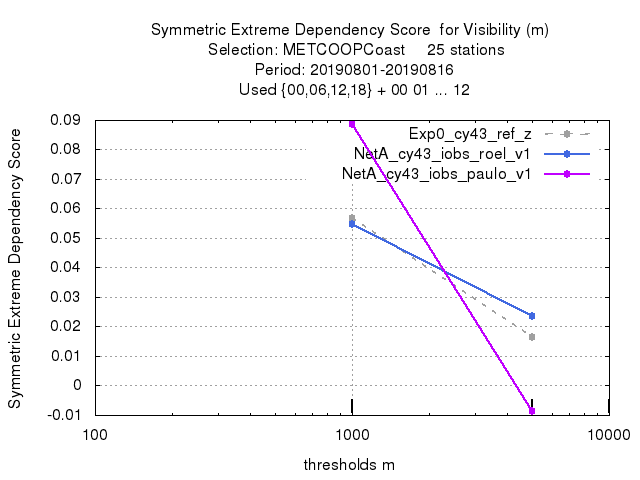 Symmetric Extreme Dependency Score  for Visibility (m)
Selection: METCOOPCoast     25 stations
Period: 20190801-20190816
Used {00,06,12,18} + 00 01 ... 12
Symmetric Extreme Dependency Score
0.09
0.08
0.07
0.06
0.05
0.04
0.03
0.02
0.01
0
-0.01
Exp0_cy43_ref_z
NetA_cy43_iobs_roel_v1
NetA_cy43_iobs_paulo_v1
100 1000 10000
thresholds m